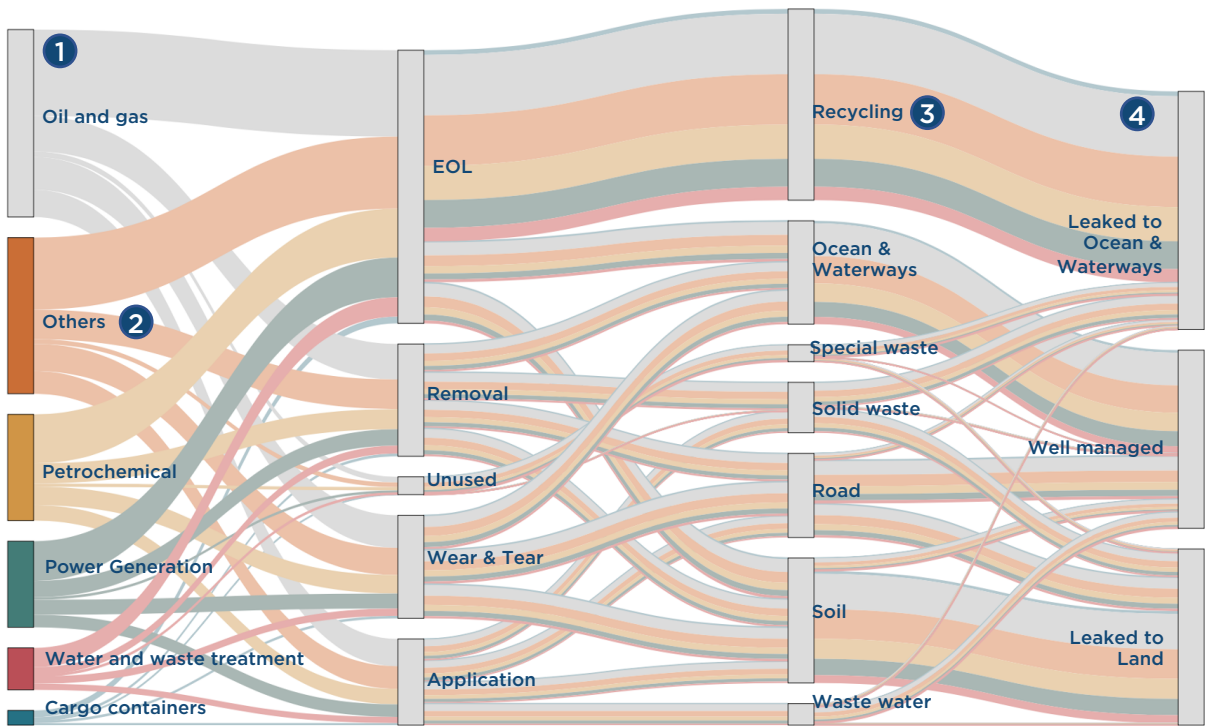 1
Oil and gas
Others 2
Petrochemical
Power Generation
Water and waste treatment
Cargo containers
EOL
Removal
Unused
Wear & Tear
Application
Recycling 3
Ocean &
Waterways
Special waste
Solid waste
Road
Soil
Waste water
4
Leaked to
Ocean &
Waterways
Well managed
Leaked to
Land